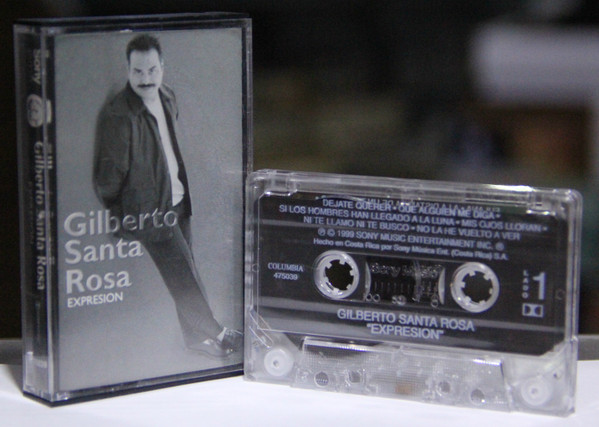 Gilberto
Santa
Rosa
EXPRESION
Sony
Gilberto Santa Rosa
DEJATE QUERER • QUE ALGUIEN ME DIGA •
SI LOS HOMBRES HAN LLEGADO A LA LUNA • MIS OJOS LLORAN •
NI TE LLAMO NI TE BUSCO • NO LA HE VUELTO A VER
℗ © 1999 SONY MUSIC ENTERTAINMENT INC. ®
Hecho en Costa Rica por Sony Música Ent. (Costa Rica) S.A.
COLUMBIA
475039
LADO 1
GILBERTO SANTA ROSA
"EXPRESION"